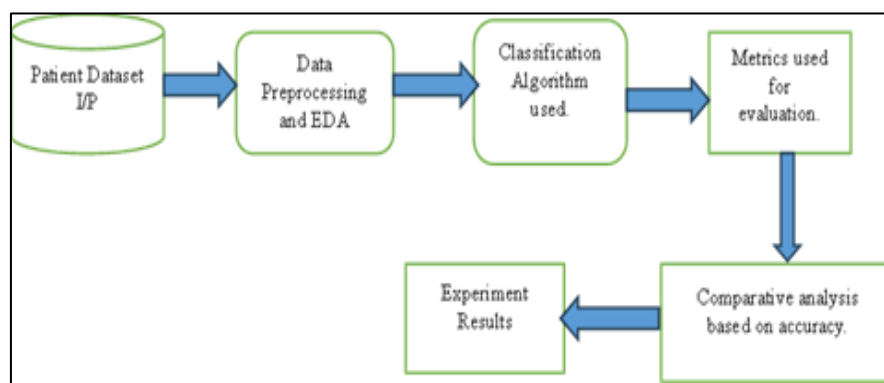 Patient Dataset
I/P
Data
Preprocessing
and EDA
Classification
Algorithm
used.
Metrics used
for
evaluation.
Comparative analysis
based on accuracy.
Experiment
Results